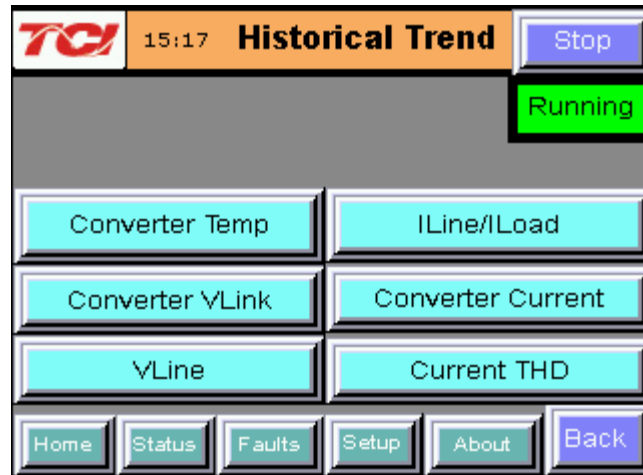 TCI 15:17 Historical Trend Stop
Running
Converter Temp ILine/ILoad
Converter VLink Converter Current
VLine Current THD
Home Status Faults Setup About Back